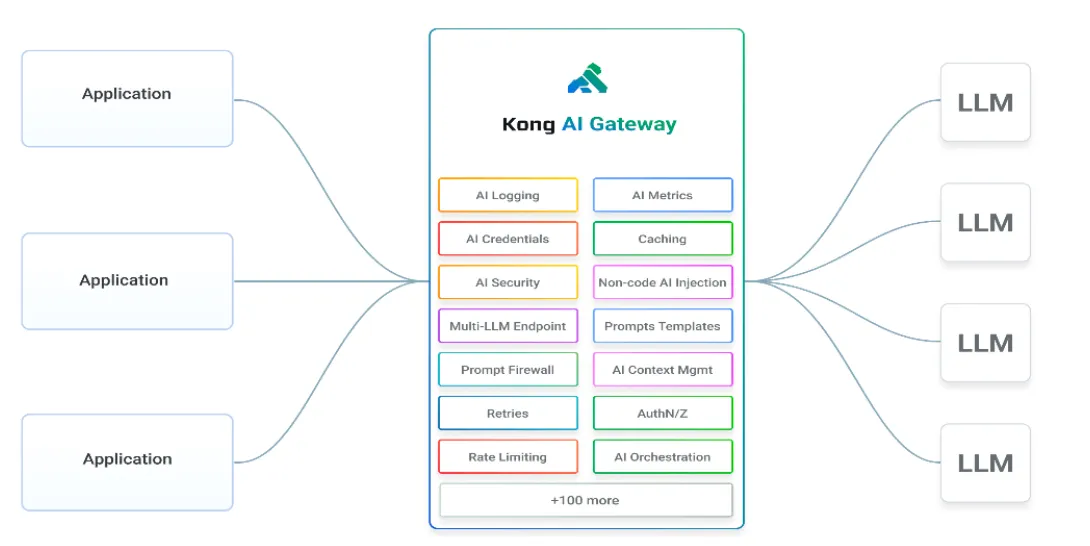 Application
Application
Application
Kong AI Gateway
AI Logging
AI Metrics
AI Credentials
Caching
AI Security
Non-code AI Injection
Multi-LLM Endpoint
Prompts Templates
Prompt Firewall
AI Context Mgmt
Retries
AuthN/Z
Rate Limiting
AI Orchestration
+100 more
LLM
LLM
LLM
LLM